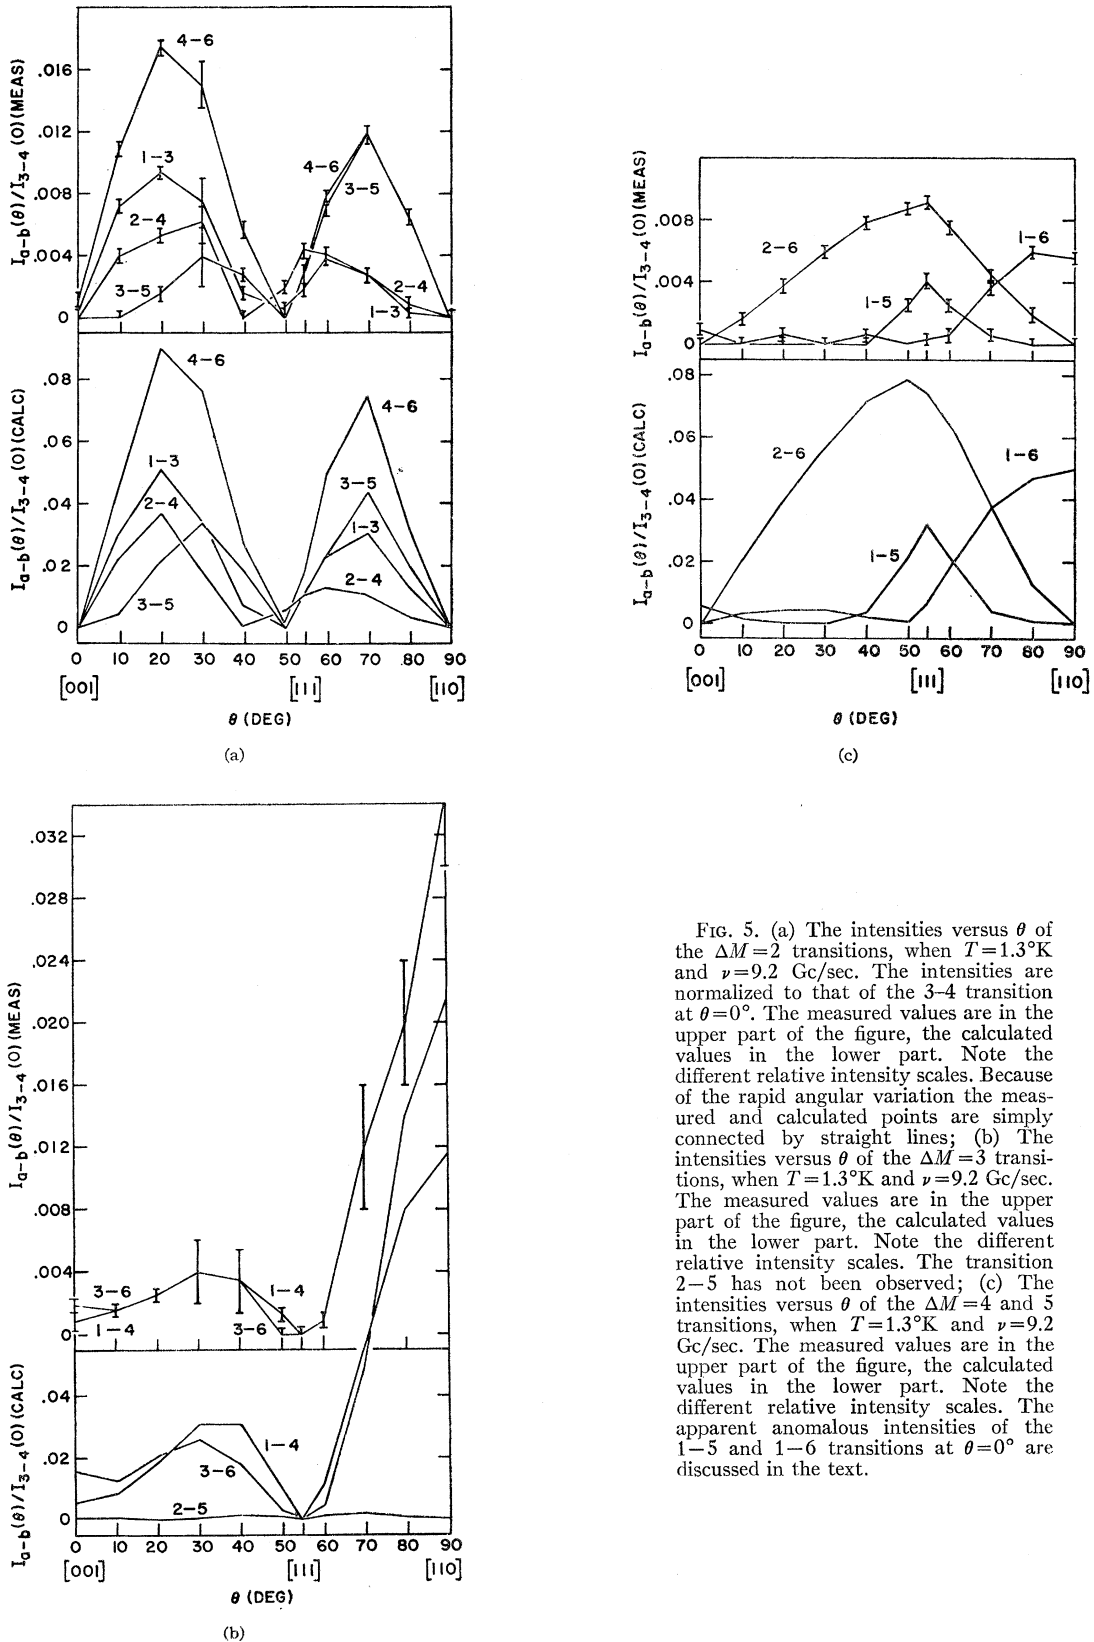 I_{a-b}(θ)/I_{3-4}(0)(MEAS)
.016
.012
.008
.004
0
4-6
1-3
2-4
3-5
4-6
3-5
2-4
1-3
I_{a-b}(θ)/I_{3-4}(0)(CALC)
.08
.06
.04
.02
0
4-6
1-3
2-4
3-5
4-6
3-5
1-3
2-4
0 10 20 30 40 50 60 70 80 90
[001] [111] [110]
θ (DEG)
(a)
I_{a-b}(θ)/I_{3-4}(0)(MEAS)
.008
.004
0
2-6
1-5
1-6
I_{a-b}(θ)/I_{3-4}(0)(CALC)
.08
.06
.04
.02
0
2-6
1-5
1-6
0 10 20 30 40 50 60 70 80 90
[001] [111] [110]
θ (DEG)
(c)
I_{a-b}(θ)/I_{3-4}(0)(MEAS)
.032
.028
.024
.020
.016
.012
.008
.004
0
3-6
1-4
1-4
3-6
I_{a-b}(θ)/I_{3-4}(0)(CALC)
.04
.02
0
1-4
3-6
2-5
0 10 20 30 40 50 60 70 80 90
[001] [111] [110]
θ (DEG)
(b)
FIG. 5. (a) The intensities versus θ of
the ΔM=2 transitions, when T=1.3°K
and ν=9.2 Gc/sec. The intensities are
normalized to that of the 3–4 transition
at θ=0°. The measured values are in the
upper part of the figure, the calculated
values in the lower part. Note the
different relative intensity scales. Because
of the rapid angular variation the meas-
ured and calculated points are simply
connected by straight lines; (b) The
intensities versus θ of the ΔM=3 transi-
tions, when T=1.3°K and ν=9.2 Gc/sec.
The measured values are in the upper
part of the figure, the calculated values
in the lower part. Note the different
relative intensity scales. The transition
2–5 has not been observed; (c) The
intensities versus θ of the ΔM=4 and 5
transitions, when T=1.3°K and ν=9.2
Gc/sec. The measured values are in the
upper part of the figure, the calculated
values in the lower part. Note the
different relative intensity scales. The
apparent anomalous intensities of the
1–5 and 1–6 transitions at θ=0° are
discussed in the text.